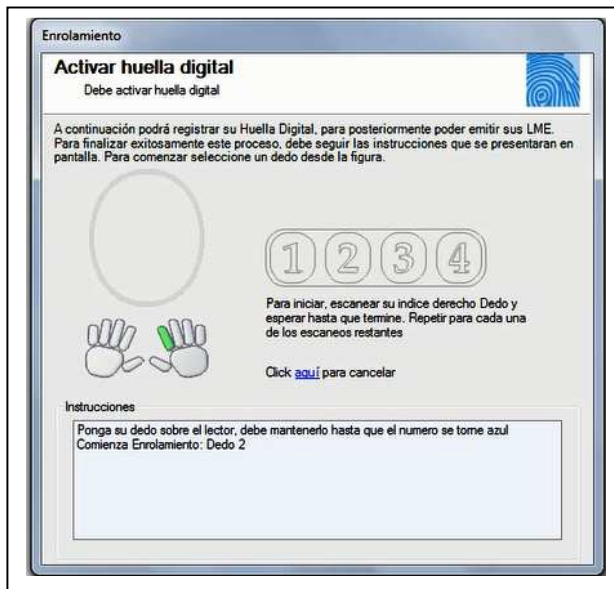 Enrolamiento
Activar huella digital
Debe activar huella digital
A continuación podrá registrar su Huella Digital, para posteriormente poder emitir sus LME.
Para finalizar exitosamente este proceso, debe seguir las instrucciones que se presentaran en
pantalla. Para comenzar seleccione un dedo desde la figura.
1 2 3 4
Para iniciar, escanear su indice derecho Dedo y
esperar hasta que termine. Repetir para cada una
de los escaneos restantes
Click aquí para cancelar
Instrucciones
Ponga su dedo sobre el lector, debe mantenerlo hasta que el numero se torne azul
Comienza Enrolamiento: Dedo 2